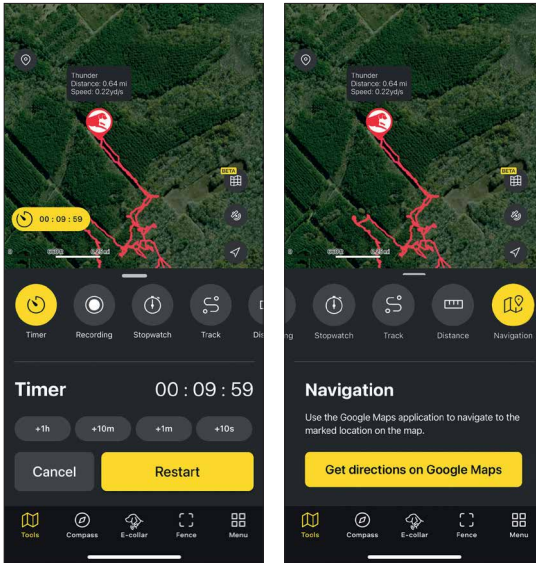 Thunder
Distance: 0.64 mi
Speed: 0.22yd/s
BETA
00 : 09 : 59
Timer
Recording
Stopwatch
Track
Dis
Timer
00 : 09 : 59
+1h
+10m
+1m
+10s
Cancel
Restart
Tools
Compass
E-collar
Fence
Menu
Thunder
Distance: 0.64 mi
Speed: 0.22yd/s
BETA
ng
Stopwatch
Track
Distance
Navigation
Navigation
Use the Google Maps application to navigate to the
marked location on the map.
Get directions on Google Maps
Tools
Compass
E-collar
Fence
Menu